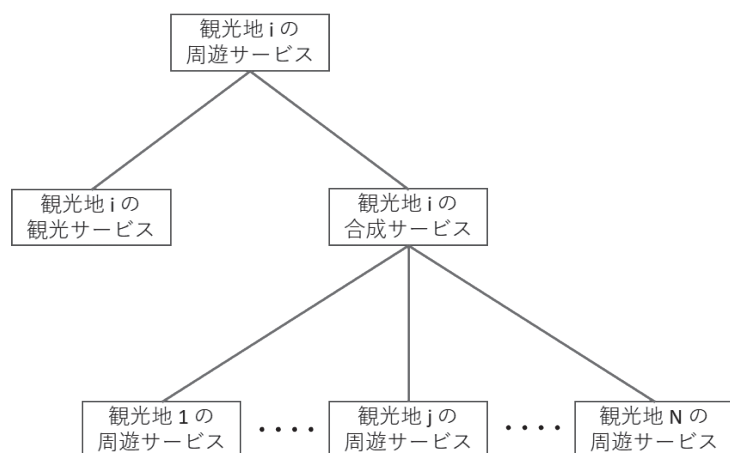 観光地 i の
周遊サービス
観光地 i の
観光サービス
観光地 i の
合成サービス
観光地 1 の
周遊サービス
・・・・
観光地 j の
周遊サービス
・・・・
観光地 N の
周遊サービス